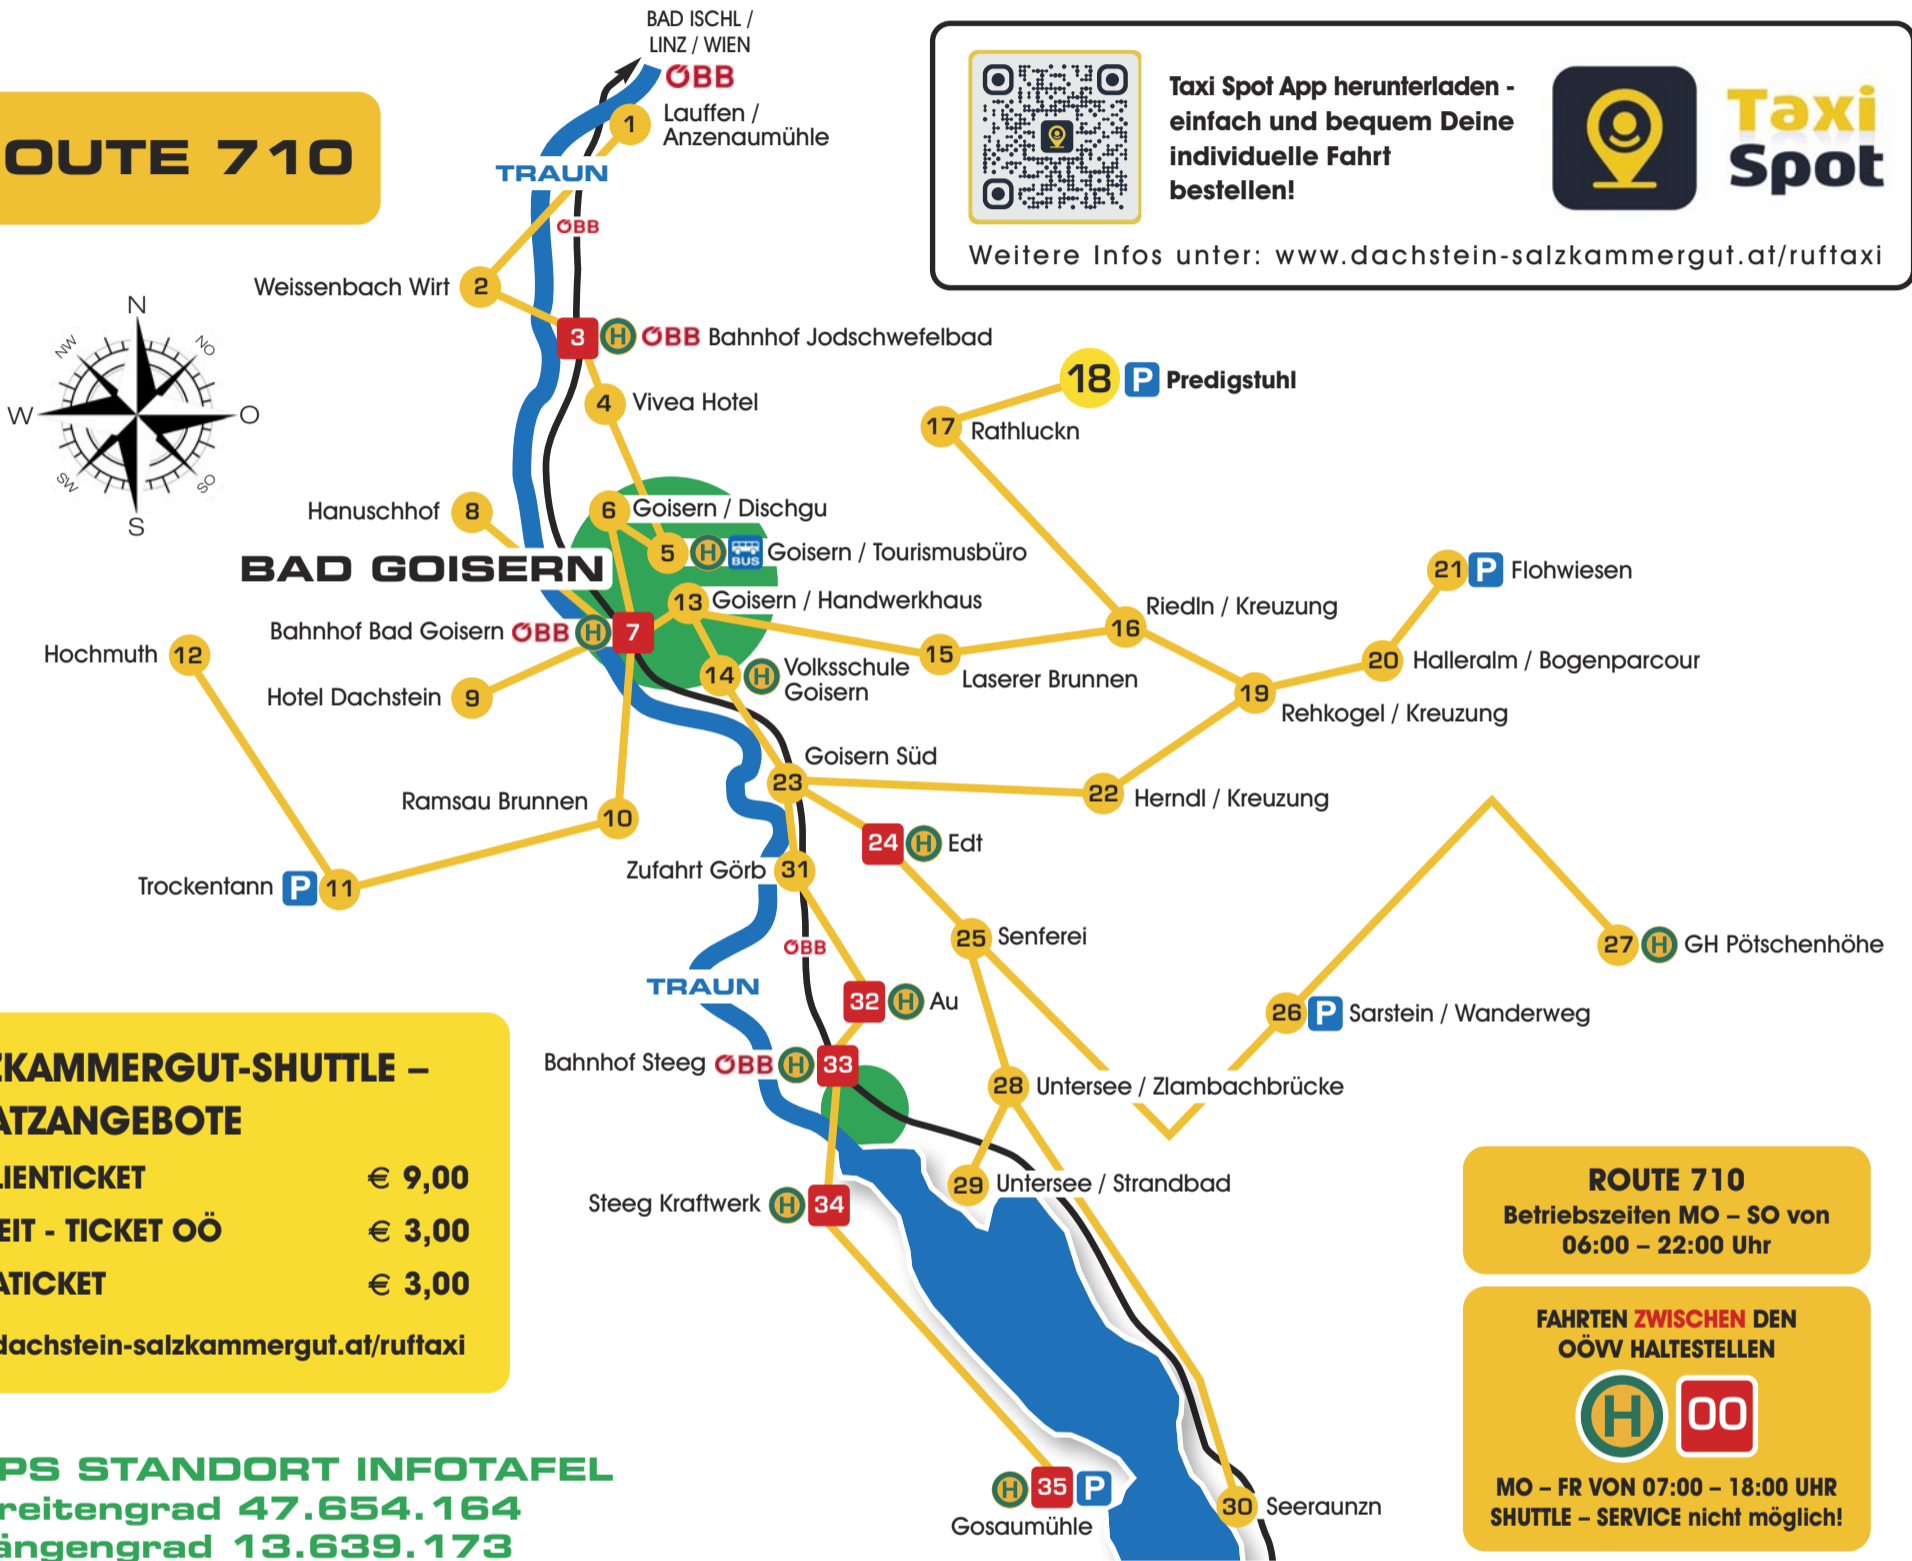 BAD ISCHL /
LINZ / WIEN
ÖBB
OUTE 710
1
Lauffen /
Anzenaumühle
TRAUN
ÖBB
Taxi Spot App herunterladen -
einfach und bequem Deine
individuelle Fahrt
bestellen!
Taxi
Spot
Weitere Infos unter: www.dachstein-salzkammergut.at/ruftaxi
Weissenbach Wirt 2
N
NW
NO
W
O
SW
SO
S
3 H ÖBB Bahnhof Jodschwefelbad
4 Vivea Hotel
18 P Predigstuhl
17 Rathluckn
Hanuschhof 8
6 Goisern / Dischgu
BAD GOISERN
5 H BUS Goisern / Tourismusbüro
21 P Flohwiesen
13 Goisern / Handwerkhaus
16 Riedln / Kreuzung
Bahnhof Bad Goisern ÖBB H 7
Hochmuth 12
15 Laserer Brunnen
20 Halleralm / Bogenparcour
14 H Volksschule
Goisern
Hotel Dachstein 9
19 Rehkogel / Kreuzung
Goisern Süd
23
22 Herndl / Kreuzung
Ramsau Brunnen
10
24 H Edt
Zufahrt Görb 31
Trockentann P 11
25 Senferei
ÖBB
27 H GH Pötschenhöhe
TRAUN
32 H Au
26 P Sarstein / Wanderweg
Bahnhof Steeg ÖBB H 33
28 Untersee / Zlambachbrücke
29 Untersee / Strandbad
Steeg Kraftwerk H 34
ZKAMMERGUT-SHUTTLE –
ATZANGEBOTE
LIENTICKET € 9,00
EIT - TICKET OÖ € 3,00
ATICKET € 3,00
dachstein-salzkammergut.at/ruftaxi
ROUTE 710
Betriebszeiten MO – SO von
06:00 – 22:00 Uhr
FAHRTEN ZWISCHEN DEN
OÖVV HALTESTELLEN
H 00
MO – FR VON 07:00 – 18:00 UHR
SHUTTLE – SERVICE nicht möglich!
H 35 P
Gosaumühle
30 Seeraunzn
PS STANDORT INFOTAFEL
reitengrad 47.654.164
ängengrad 13.639.173